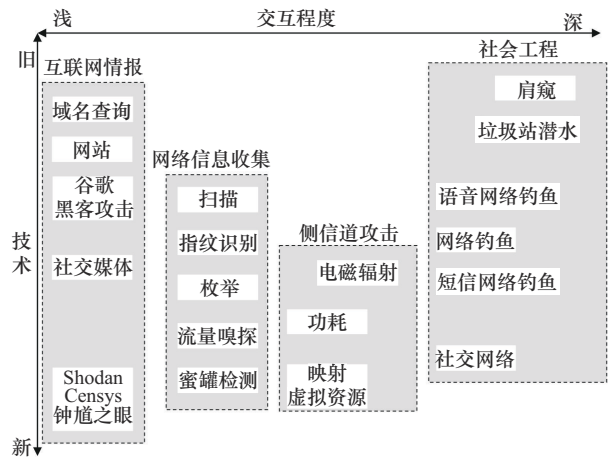 浅
交互程度
深
旧
技术
新
互联网情报
域名查询
网站
谷歌
黑客攻击
社交媒体
Shodan
Censys
钟馗之眼
网络信息收集
扫描
指纹识别
枚举
流量嗅探
蜜罐检测
侧信道攻击
电磁辐射
功耗
映射
虚拟资源
社会工程
肩窥
垃圾站潜水
语音网络钓鱼
网络钓鱼
短信网络钓鱼
社交网络